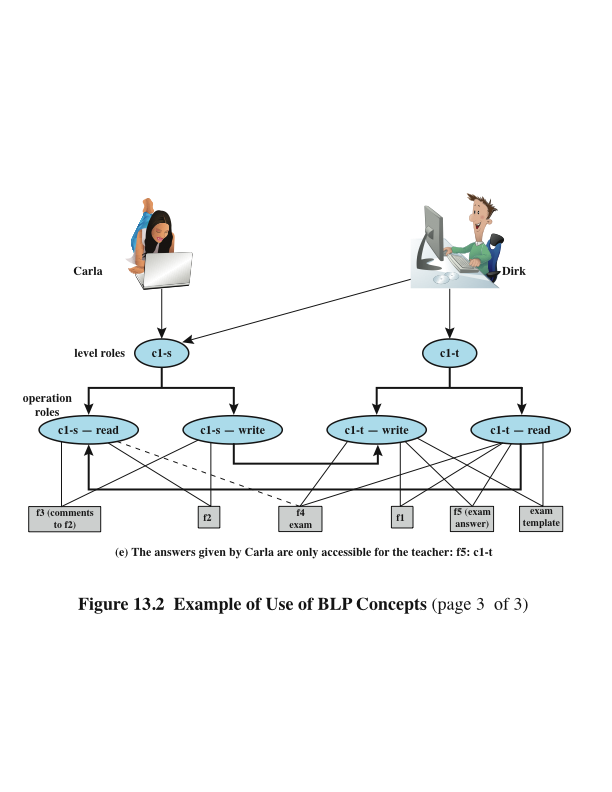 Carla
Dirk
level roles
c1-s
c1-t
operation
roles
c1-s — read
c1-s — write
c1-t — write
c1-t — read
f3 (comments
to f2)
f2
f4
exam
f1
f5 (exam
answer)
exam
template
(e) The answers given by Carla are only accessible for the teacher: f5: c1-t
Figure 13.2 Example of Use of BLP Concepts (page 3 of 3)